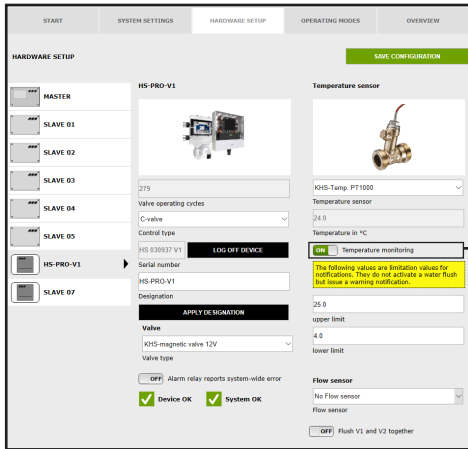 START
SYSTEM SETTINGS
HARDWARE SETUP
OPERATING MODES
OVERVIEW
HARDWARE SETUP
SAVE CONFIGURATION
MASTER
SLAVE 01
SLAVE 02
SLAVE 03
SLAVE 04
SLAVE 05
HS-PRO-V1
SLAVE 07
HS-PRO-V1
279
Valve operating cycles
C-valve
Control type
HS 030937 V1
LOG OFF DEVICE
Serial number
HS-PRO-V1
Designation
APPLY DESIGNATION
Valve
KHS-magnetic valve 12V
Valve type
OFF Alarm relay reports system-wide error
Device OK
System OK
Temperature sensor
KHS-Temp. PT1000
Temperature sensor
24.0
Temperature in °C
ON Temperature monitoring
The following values are limitation values for
notifications. They do not activate a water flush
but issue a warning notification.
25.0
upper limit
4.0
lower limit
Flow sensor
No Flow sensor
Flow sensor
OFF Flush V1 and V2 together